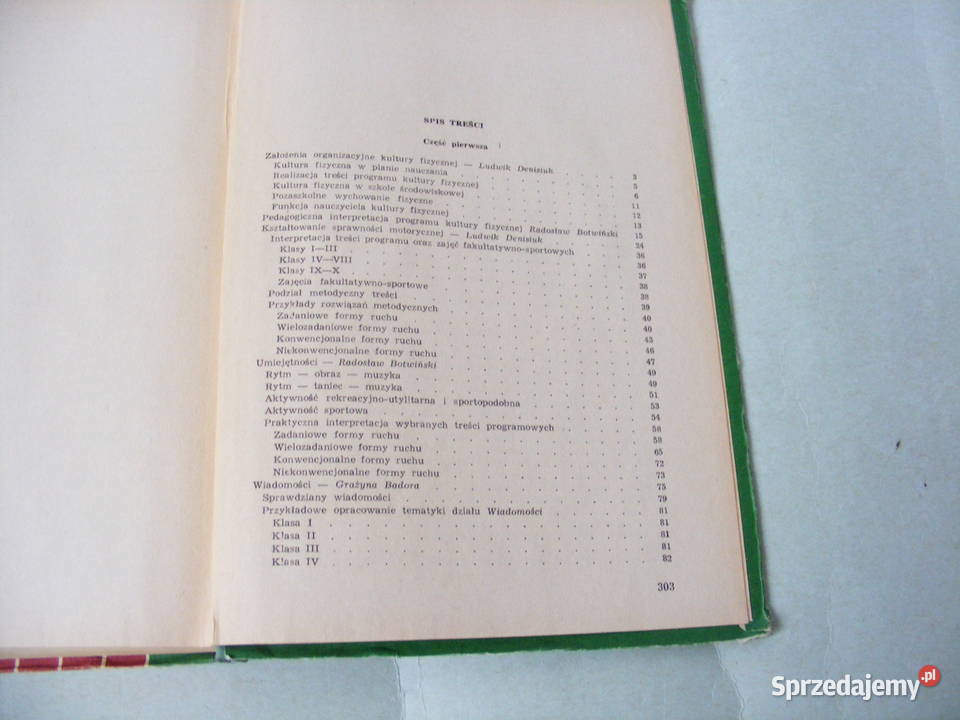 SPIS TREŚCI
Część pierwsza
Założenia organizacyjne kultury fizycznej — Ludwik Denisiuk 3
Kultura fizyczna w planie nauczania 5
Realizacja treści programu kultury fizycznej 6
Kultura fizyczna w szkole środowiskowej 11
Pozaszkolne wychowanie fizyczne 12
Funkcja nauczyciela kultury fizycznej 13
Pedagogiczna interpretacja programu kultury fizycznej Radosław Botwiński 15
Kształtowanie sprawności motorycznej — Ludwik Denisiuk 24
Interpretacja treści programu oraz zajęć fakultatywno-sportowych 36
Klasy I—III 36
Klasy IV—VIII 37
Klasy IX—X 38
Zajęcia fakultatywno-sportowe 38
Podział metodyczny treści 39
Przykłady rozwiązań metodycznych 40
Zadaniowe formy ruchu 40
Wielozadaniowe formy ruchu 43
Konwencjonalne formy ruchu 46
Niekonwencjonalne formy ruchu 47
Umiejętności — Radosław Botwiński 49
Rytm — obraz — muzyka 49
Rytm — taniec — muzyka 51
Aktywność rekreacyjno-utylitarna i sportopodobna 53
Aktywność sportowa 54
Praktyczna interpretacja wybranych treści programowych 58
Zadaniowe formy ruchu 58
Wielozadaniowe formy ruchu 65
Konwencjonalne formy ruchu 72
Niekonwencjonalne formy ruchu 73
Wiadomości — Grażyna Badora 75
Sprawdziany wiadomości 79
Przykładowe opracowanie tematyki działu Wiadomości 81
Klasa I 81
Klasa II 81
Klasa III 81
Klasa IV 82
303
Sprzedajemy.pl